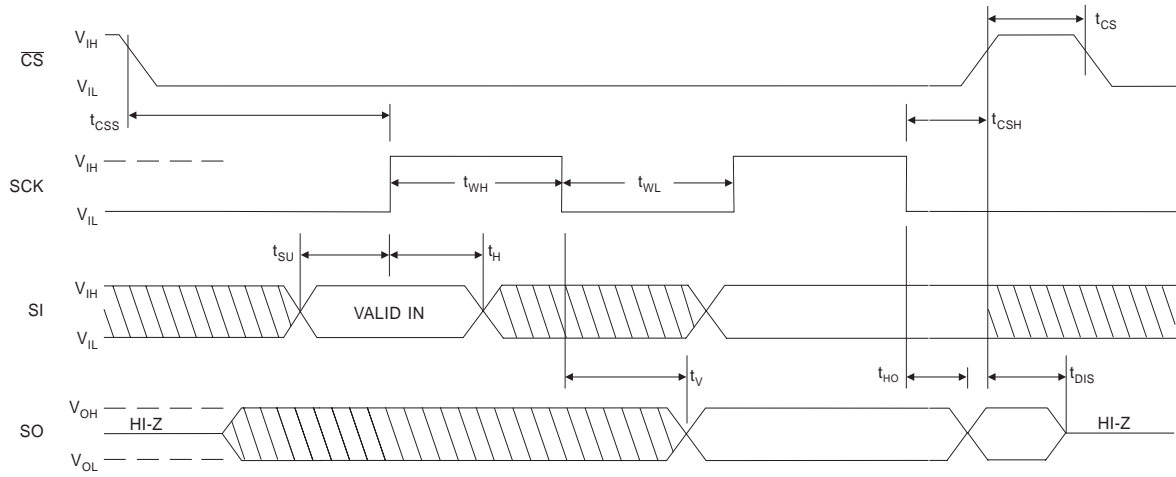 t_CS
V_IH
CS
V_IL
t_CSS
t_CSH
V_IH
SCK
t_WH
t_WL
V_IL
t_SU
t_H
V_IH
SI
VALID IN
V_IL
t_V
t_HO
t_DIS
V_OH
SO
HI-Z
HI-Z
V_OL